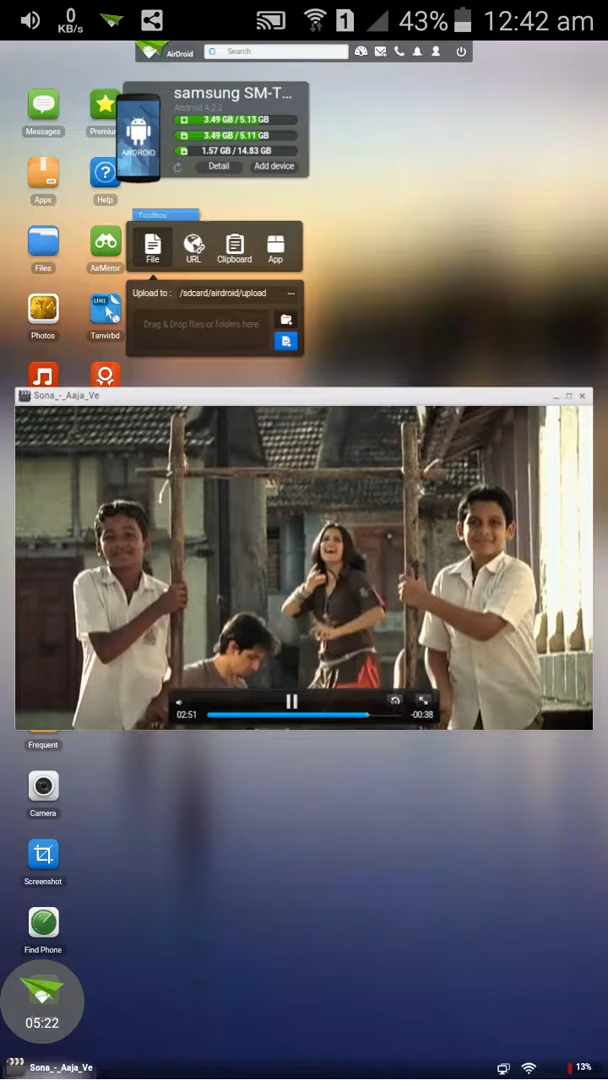 0
KB/s
1
43%
12:42 am
AirDroid
Search
samsung SM-T...
Android 4.2.2
3.49 GB / 5.13 GB
3.49 GB / 5.11 GB
1.57 GB / 14.83 GB
Detail
Add device
ANDROID
Messages
Premium
Apps
Help
Files
AirMirror
Photos
URL
Tanvirbd
Toolbox
File
URL
Clipboard
App
Upload to :
/sdcard/airdroid/upload
...
Drag & Drop files or folders here
Sona_-_Aaja_Ve
02:51
-00:38
Frequent
Camera
Screenshot
Find Phone
05:22
Sona_-_Aaja_Ve
13%